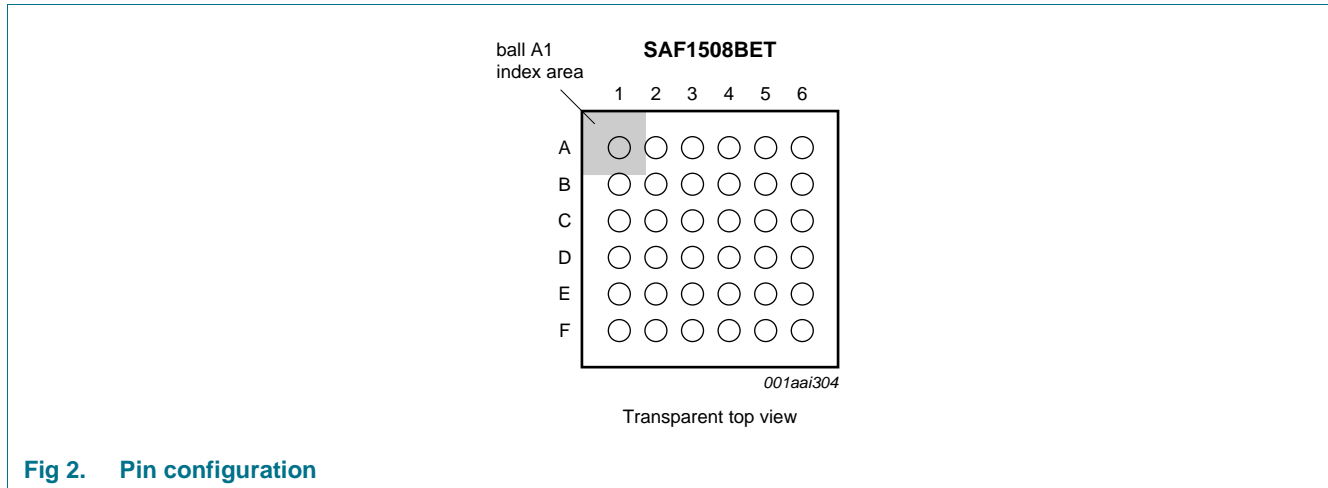 ball A1
index area
SAF1508BET
1 2 3 4 5 6
A
B
C
D
E
F
001aai304
Transparent top view
Fig 2. Pin configuration